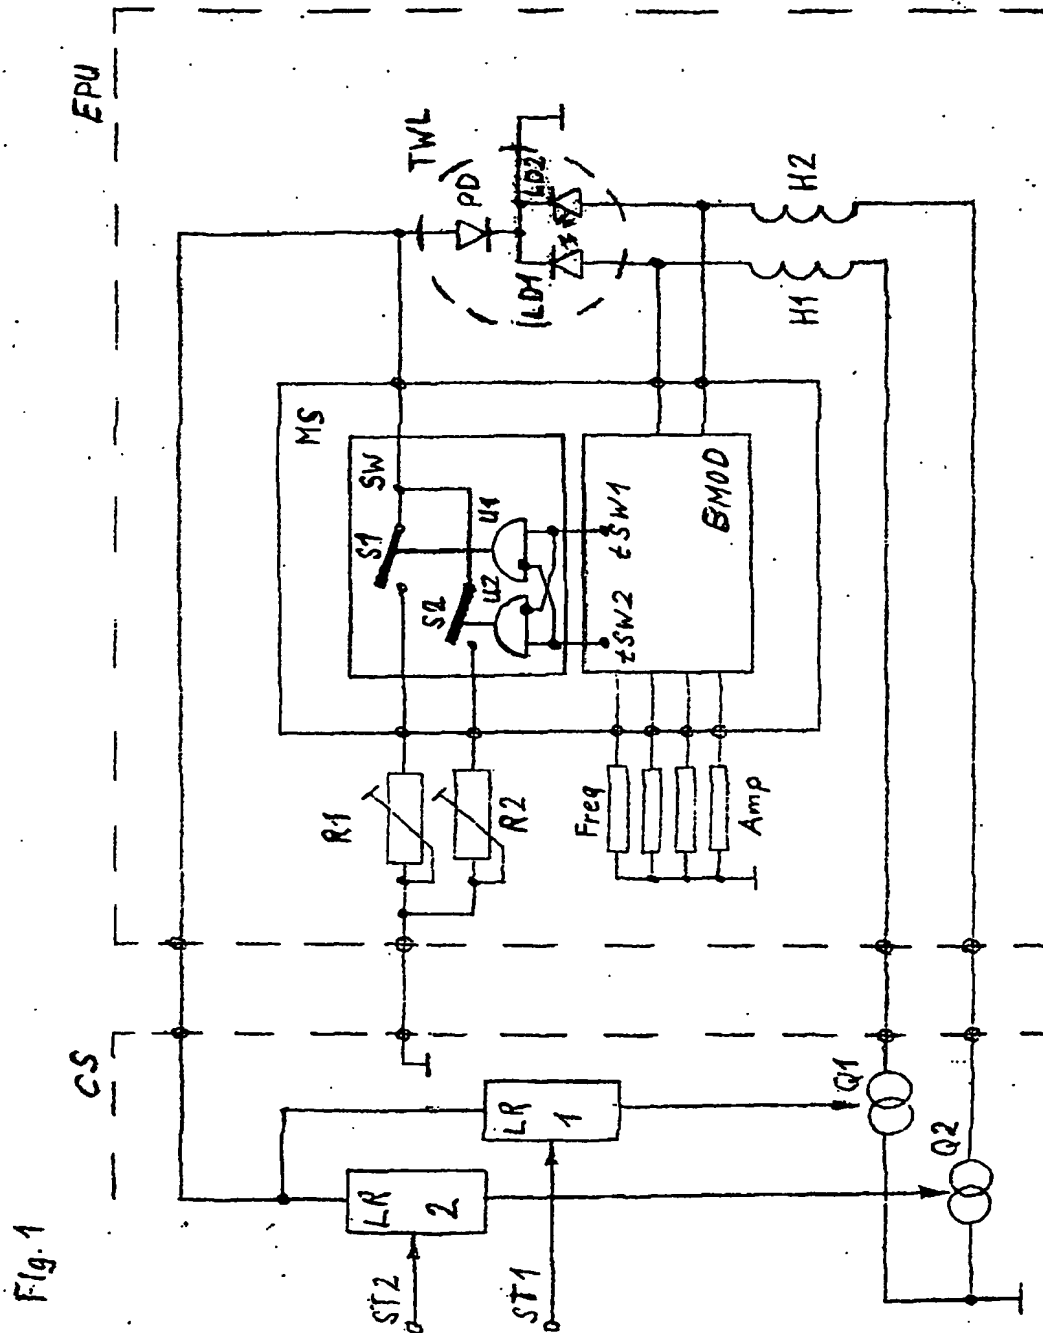 Fig.1
CS
EPU
ST2
ST1
LR
2
LR
1
Q1
Q2
R1
R2
Freq
Amp
MS
SW
S1
S2
U1
U2
tSW1
tSW2
BMOD
TWL
PD
LD1
LD2
H1
H2